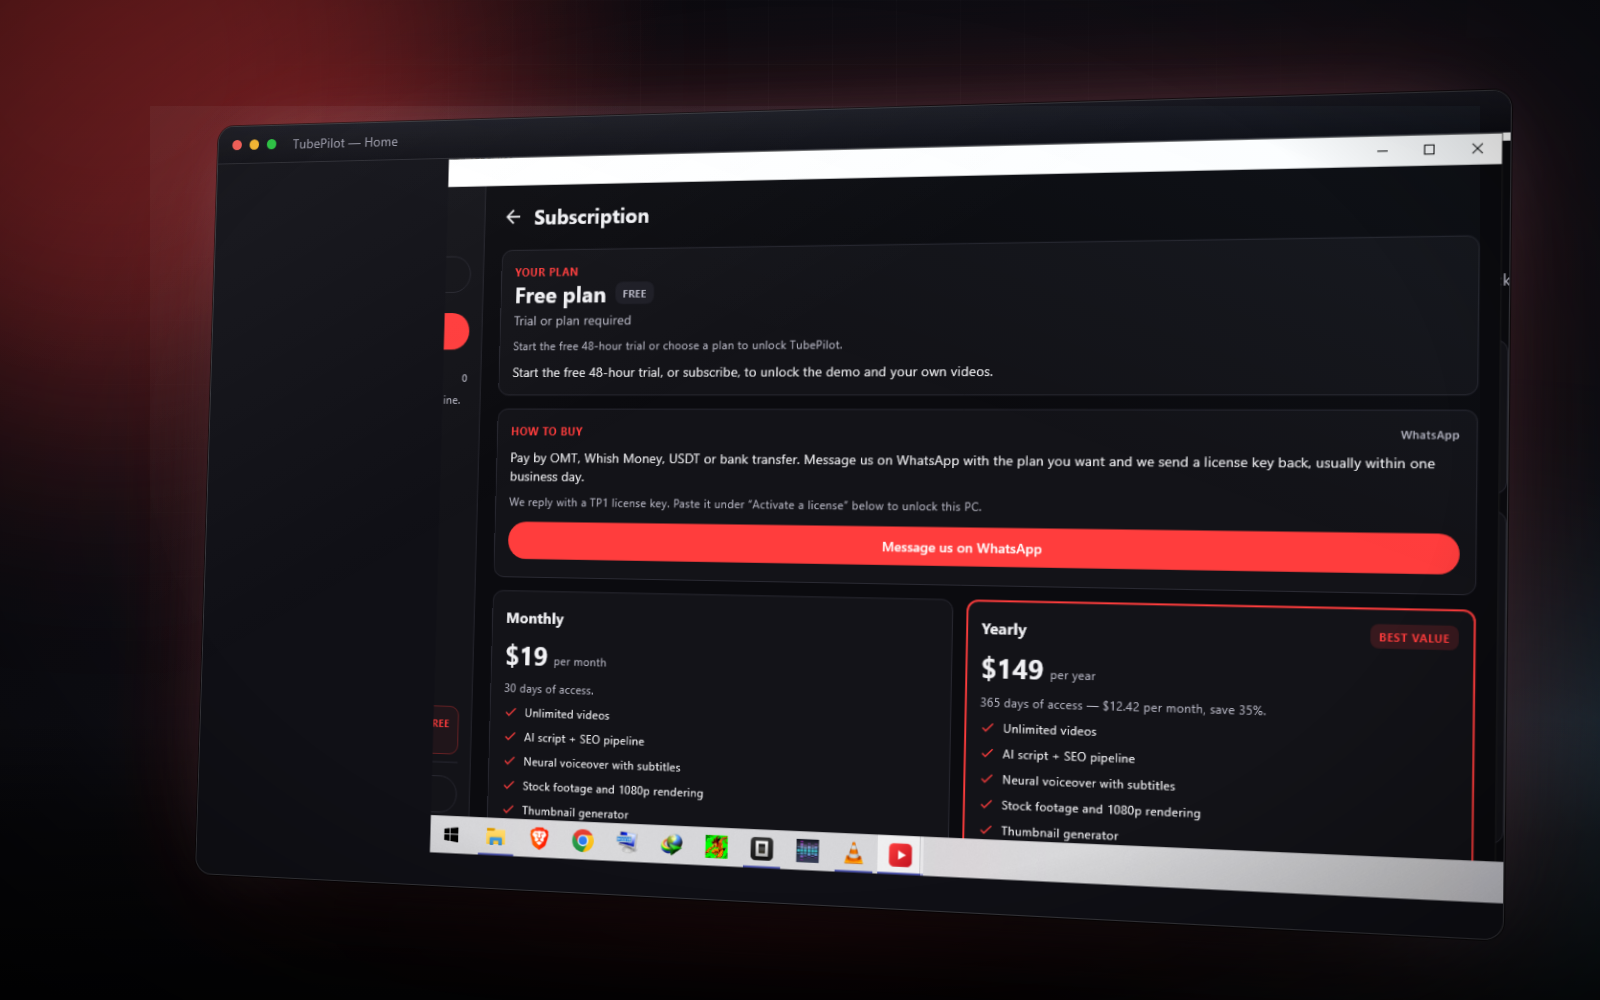 TubePilot — Home
Subscription
YOUR PLAN
Free plan FREE
Trial or plan required
Start the free 48-hour trial or choose a plan to unlock TubePilot.
Start the free 48-hour trial, or subscribe, to unlock the demo and your own videos.
0
ine.
k
HOW TO BUY
WhatsApp
Pay by OMT, Whish Money, USDT or bank transfer. Message us on WhatsApp with the plan you want and we send a license key back, usually within one
business day.
We reply with a TP1 license key. Paste it under “Activate a license” below to unlock this PC.
Message us on WhatsApp
Monthly
$19 per month
30 days of access.
Unlimited videos
AI script + SEO pipeline
Neural voiceover with subtitles
Stock footage and 1080p rendering
Thumbnail generator
Yearly
BEST VALUE
$149 per year
365 days of access — $12.42 per month, save 35%.
Unlimited videos
AI script + SEO pipeline
Neural voiceover with subtitles
Stock footage and 1080p rendering
Thumbnail generator
REE